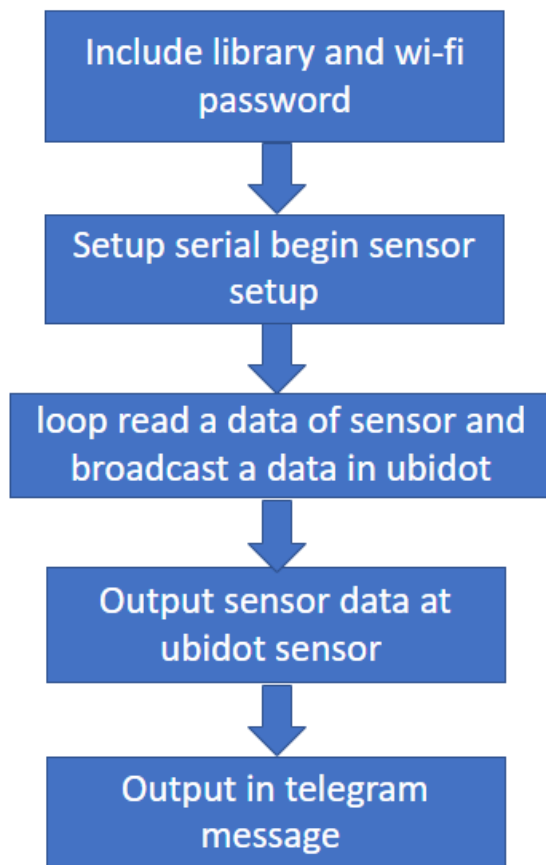 Include library and wi-fi
password
Setup serial begin sensor
setup
loop read a data of sensor and
broadcast a data in ubidot
Output sensor data at
ubidot sensor
Output in telegram
message